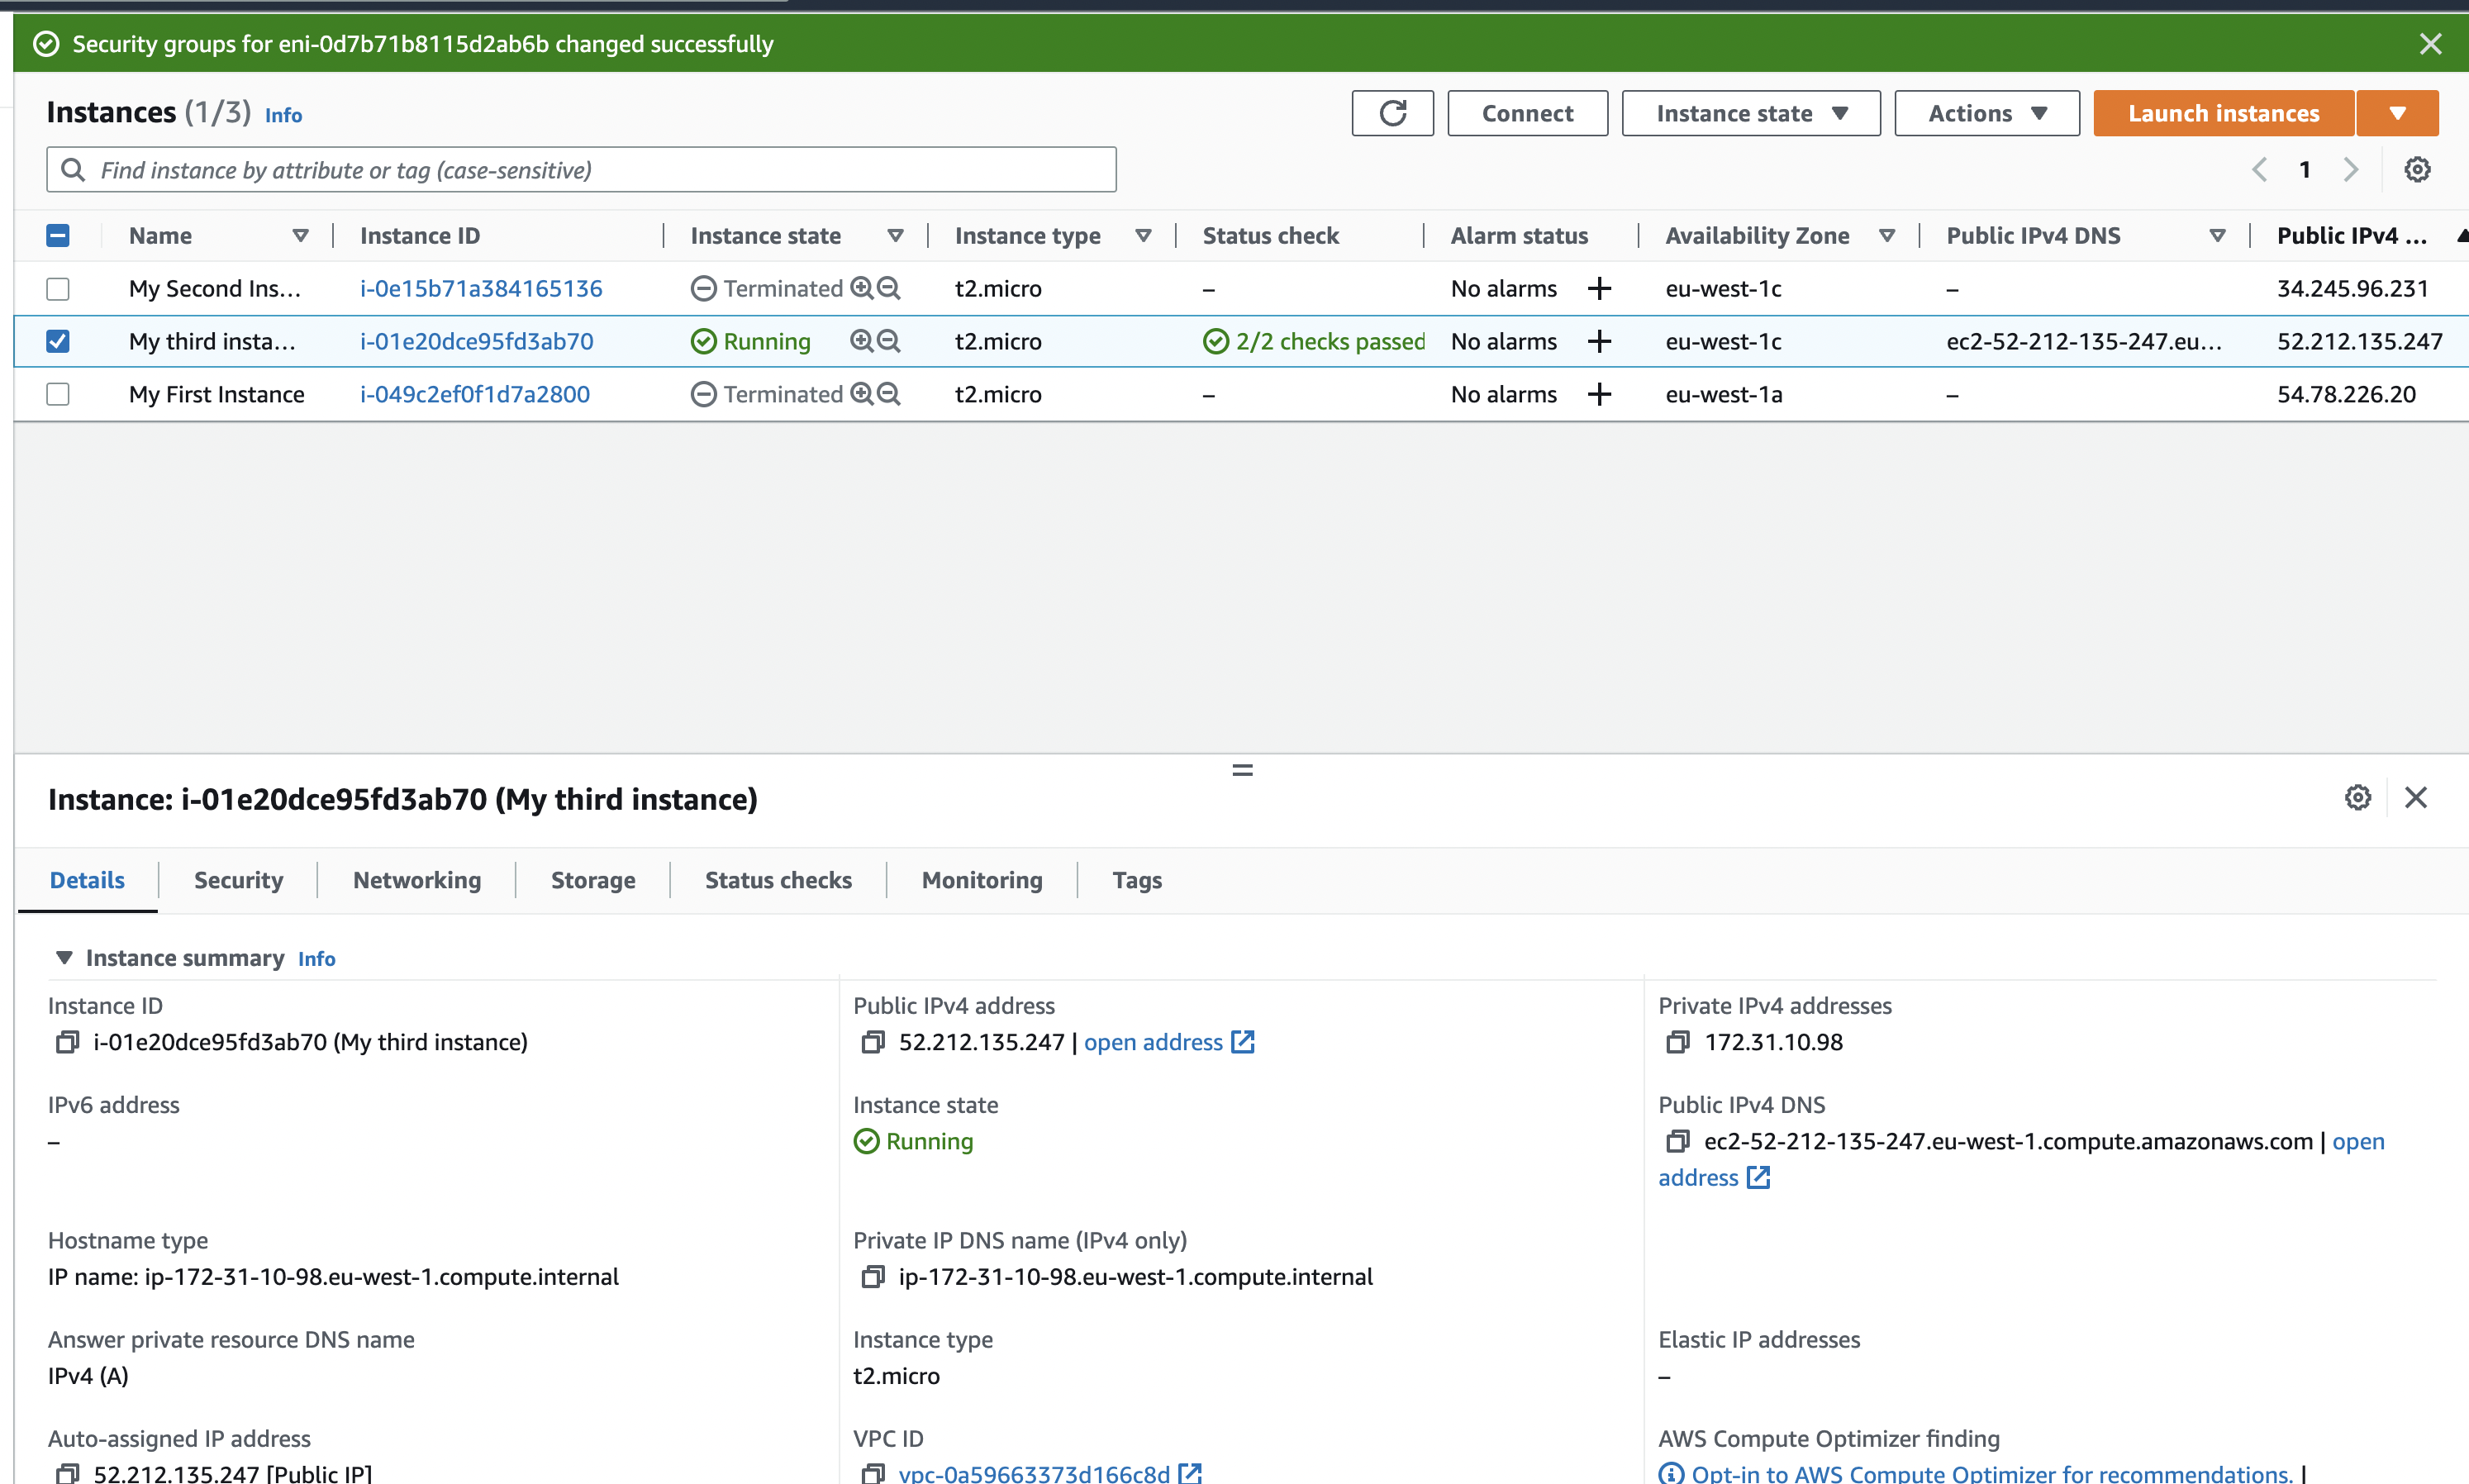 Security groups for eni-0d7b71b8115d2ab6b changed successfully
Instances (1/3) Info
Connect Instance state Actions Launch instances
Find instance by attribute or tag (case-sensitive)
1
Name Instance ID Instance state Instance type Status check Alarm status Availability Zone Public IPv4 DNS Public IPv4 ...
My Second Ins... i-0e15b71a384165136 Terminated t2.micro – No alarms + eu-west-1c – 34.245.96.231
My third insta... i-01e20dce95fd3ab70 Running t2.micro 2/2 checks passed No alarms + eu-west-1c ec2-52-212-135-247.eu... 52.212.135.247
My First Instance i-049c2ef0f1d7a2800 Terminated t2.micro – No alarms + eu-west-1a – 54.78.226.20
Instance: i-01e20dce95fd3ab70 (My third instance)
Details Security Networking Storage Status checks Monitoring Tags
Instance summary Info
Instance ID
i-01e20dce95fd3ab70 (My third instance)
Public IPv4 address
52.212.135.247 | open address
Private IPv4 addresses
172.31.10.98
IPv6 address
–
Instance state
Running
Public IPv4 DNS
ec2-52-212-135-247.eu-west-1.compute.amazonaws.com | open
address
Hostname type
IP name: ip-172-31-10-98.eu-west-1.compute.internal
Private IP DNS name (IPv4 only)
ip-172-31-10-98.eu-west-1.compute.internal
Answer private resource DNS name
IPv4 (A)
Instance type
t2.micro
Elastic IP addresses
–
Auto-assigned IP address
52.212.135.247 [Public IP]
VPC ID
vpc-0a59663373d166c8d
AWS Compute Optimizer finding
Opt-in to AWS Compute Optimizer for recommendations. |